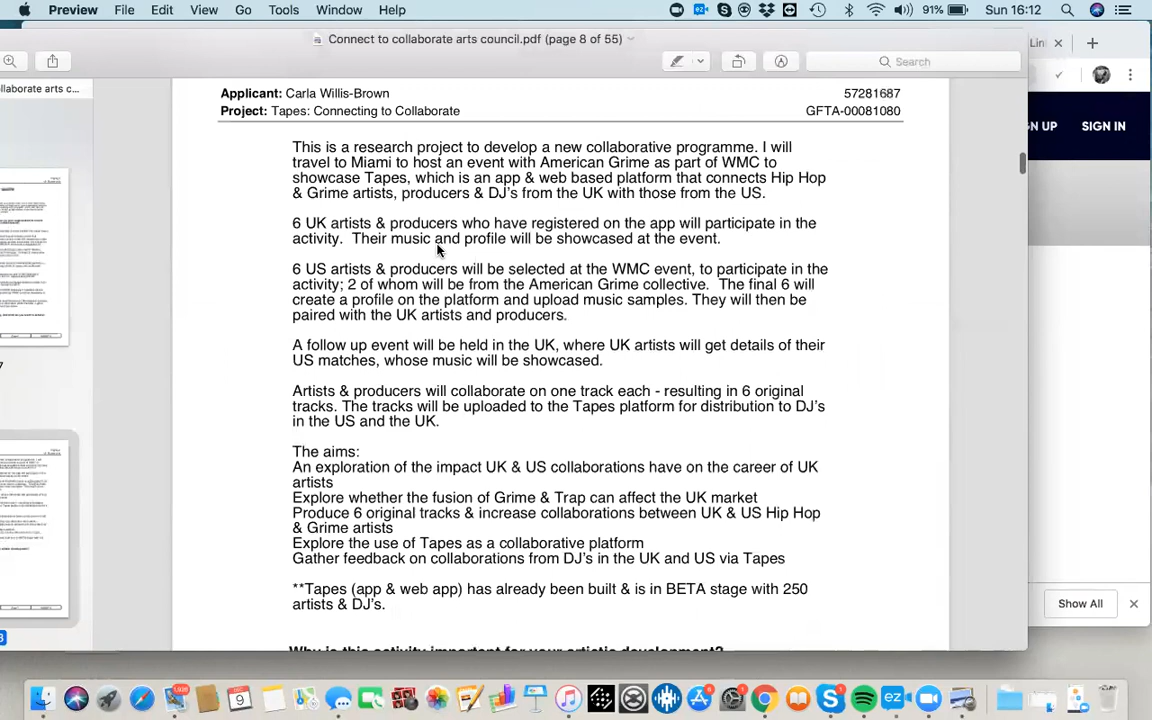 Preview File Edit View Go Tools Window Help 91% Sun 16:12
Connect to collaborate arts council.pdf (page 8 of 55)
Search
ollaborate arts c...
Lin
N UP SIGN IN
Applicant: Carla Willis-Brown 57281687
Project: Tapes: Connecting to Collaborate GFTA-00081080
This is a research project to develop a new collaborative programme. I will
travel to Miami to host an event with American Grime as part of WMC to
showcase Tapes, which is an app & web based platform that connects Hip Hop
& Grime artists, producers & DJ's from the UK with those from the US.
6 UK artists & producers who have registered on the app will participate in the
activity. Their music and profile will be showcased at the event.
6 US artists & producers will be selected at the WMC event, to participate in the
activity; 2 of whom will be from the American Grime collective. The final 6 will
create a profile on the platform and upload music samples. They will then be
paired with the UK artists and producers.
A follow up event will be held in the UK, where UK artists will get details of their
US matches, whose music will be showcased.
Artists & producers will collaborate on one track each - resulting in 6 original
tracks. The tracks will be uploaded to the Tapes platform for distribution to DJ's
in the US and the UK.
The aims:
An exploration of the impact UK & US collaborations have on the career of UK
artists
Explore whether the fusion of Grime & Trap can affect the UK market
Produce 6 original tracks & increase collaborations between UK & US Hip Hop
& Grime artists
Explore the use of Tapes as a collaborative platform
Gather feedback on collaborations from DJ's in the UK and US via Tapes
**Tapes (app & web app) has already been built & is in BETA stage with 250
artists & DJ's.
Why is this activity important for your artistic development?
7
8
Show All